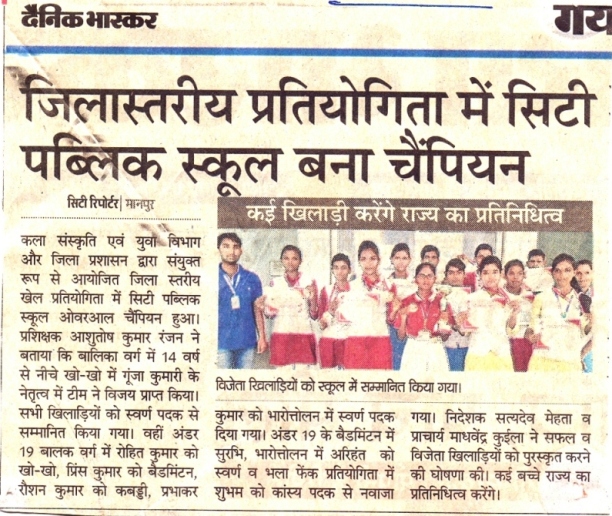 दैनिक भास्कर
गय
जिलास्तरीय प्रतियोगिता में सिटी
पब्लिक स्कूल बना चैंपियन
सिटी रिपोर्टर| मानपुर
कला संस्कृति एवं युवा विभाग
और जिला प्रशासन द्वारा संयुक्त
रूप से आयोजित जिला स्तरीय
खेल प्रतियोगिता में सिटी पब्लिक
स्कूल ओवरआल चैंपियन हुआ।
प्रशिक्षक आशुतोष कुमार रंजन ने
बताया कि बालिका वर्ग में 14 वर्ष
से नीचे खो-खो में गूंजा कुमारी के
नेतृत्व में टीम ने विजय प्राप्त किया।
सभी खिलाड़ियों को स्वर्ण पदक से
सम्मानित किया गया। वहीं अंडर
19 बालक वर्ग में रोहित कुमार को
खो-खो, प्रिंस कुमार को बैडमिंटन,
रौशन कुमार को कबड्डी, प्रभाकर
कई खिलाड़ी करेंगे राज्य का प्रतिनिधित्व
विजेता खिलाड़ियों को स्कूल में सम्मानित किया गया।
कुमार को भारोत्तोलन में स्वर्ण पदक
दिया गया। अंडर 19 के बैडमिंटन में
सुरभि, भारोत्तोलन में अरिहंत को
स्वर्ण व भला फेंक प्रतियोगिता में
शुभम को कांस्य पदक से नवाजा
गया। निदेशक सत्यदेव मेहता व
प्राचार्य माधवेंद्र कुईला ने सफल व
विजेता खिलाड़ियों को पुरस्कृत करने
की घोषणा की। कई बच्चे राज्य का
प्रतिनिधित्व करेंगे।